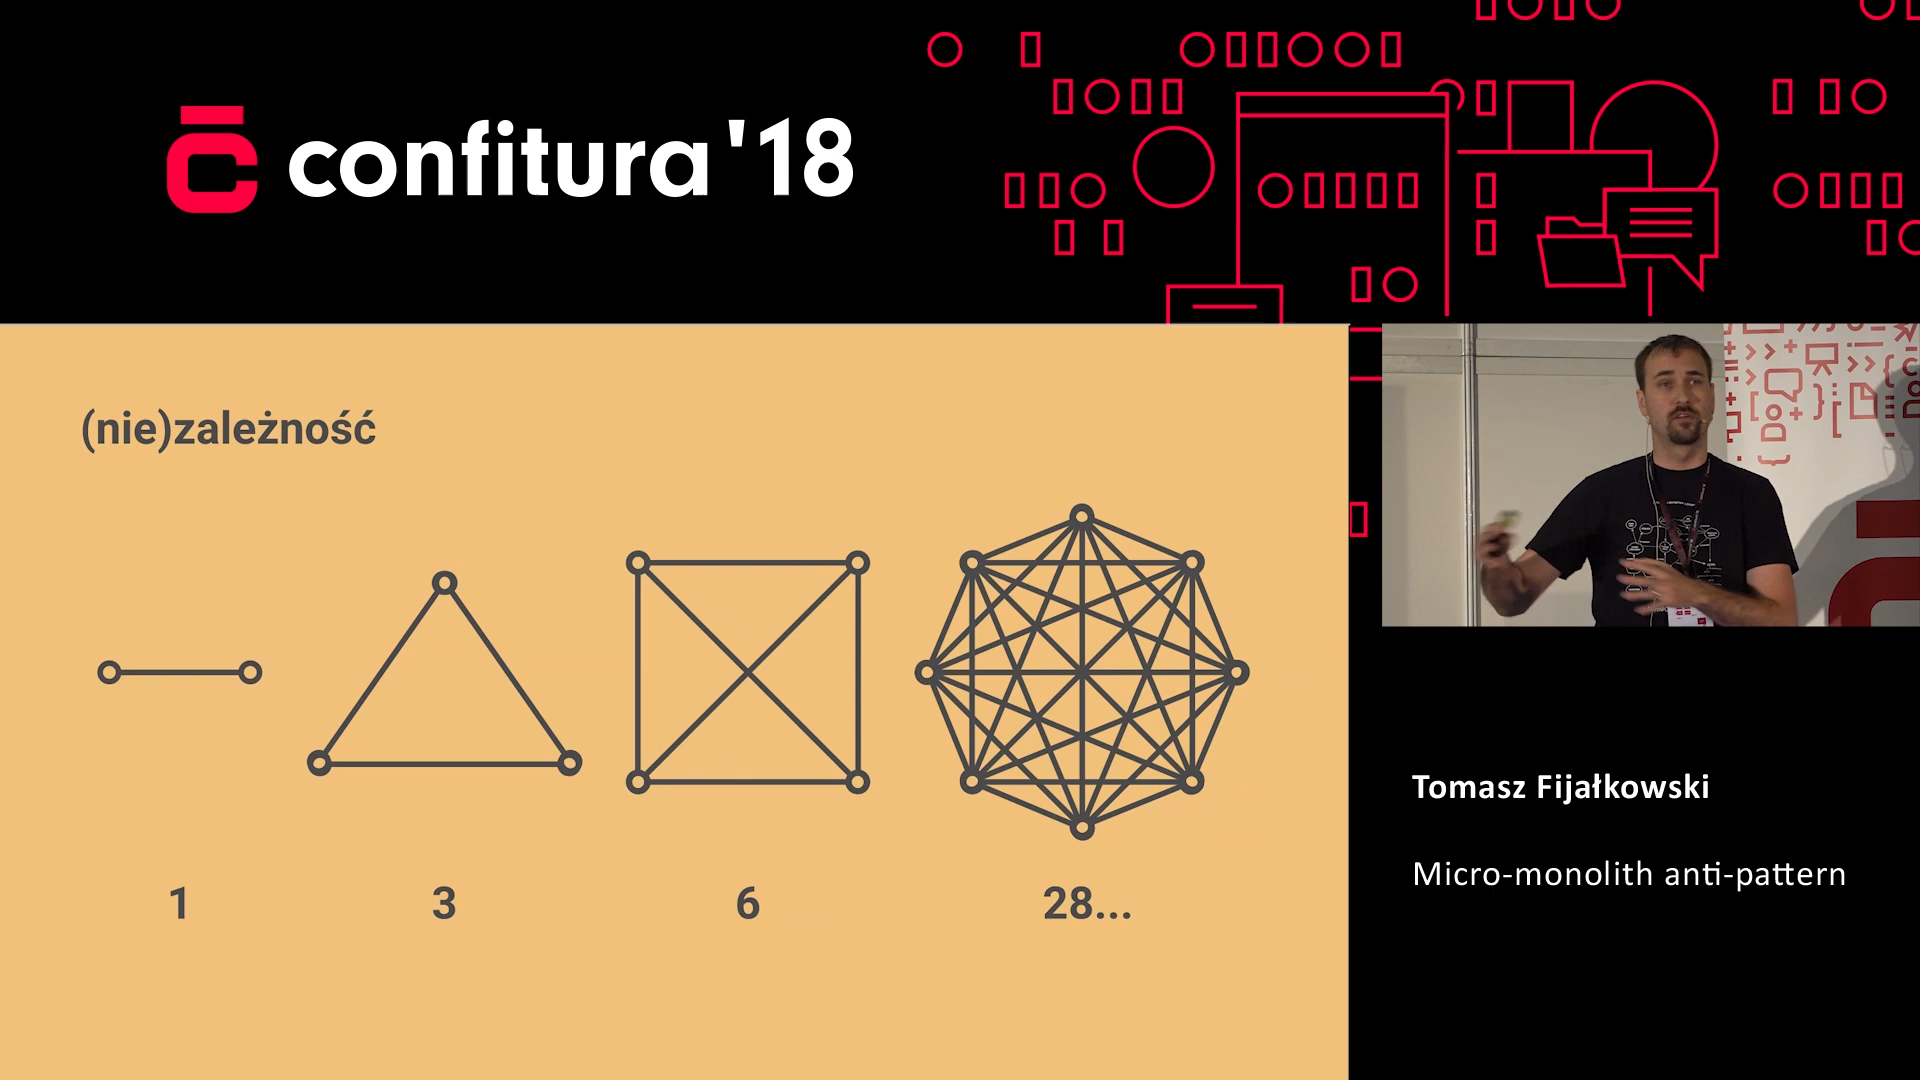 confitura '18
(nie)zależność
1
3
6
28...
Tomasz Fijałkowski
Micro-monolith anti-pattern